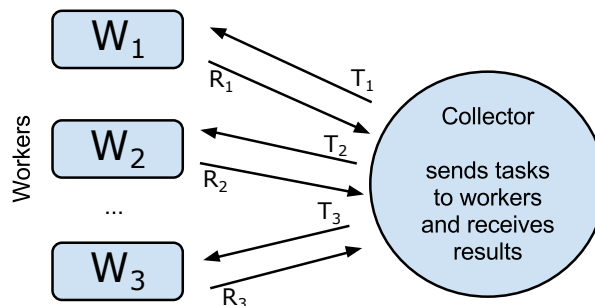 W1
T1
R1
Collector
sends tasks
to workers
and receives
results
Workers
W2
T2
R2
...
T3
W3
R3